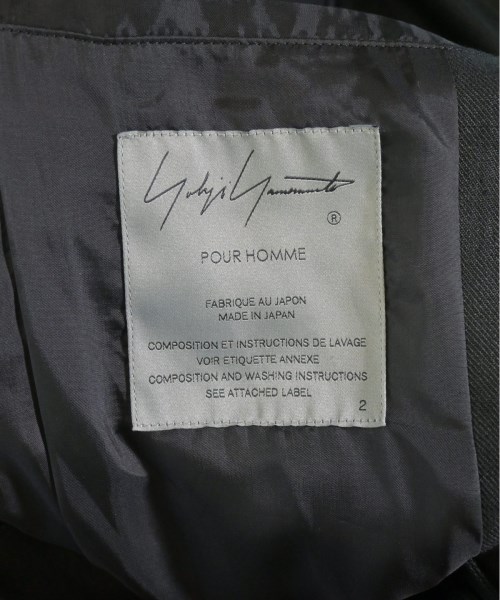 Yohji Yamamoto
®
POUR HOMME
FABRIQUE AU JAPON
MADE IN JAPAN
COMPOSITION ET INSTRUCTIONS DE LAVAGE
VOIR ETIQUETTE ANNEXE
COMPOSITION AND WASHING INSTRUCTIONS
SEE ATTACHED LABEL
2